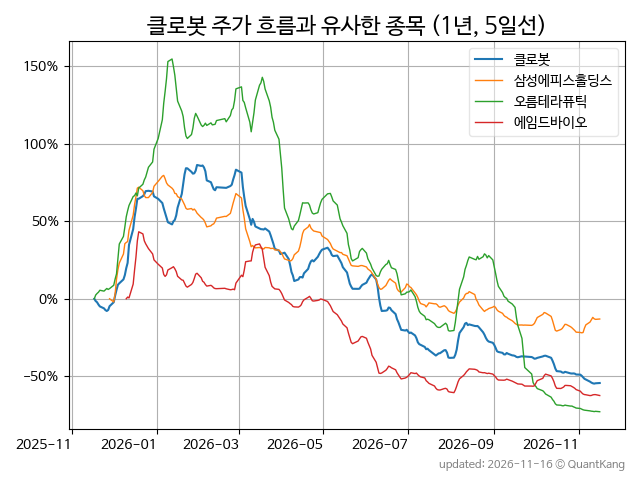 클로봇 주가 흐름과 유사한 종목 (1년, 5일선)
클로봇
삼성에피스홀딩스
오름테라퓨틱
에임드바이오
150%
100%
50%
0%
−50%
2025-11
2026-01
2026-03
2026-05
2026-07
2026-09
2026-11
updated: 2026-11-16 © QuantKang